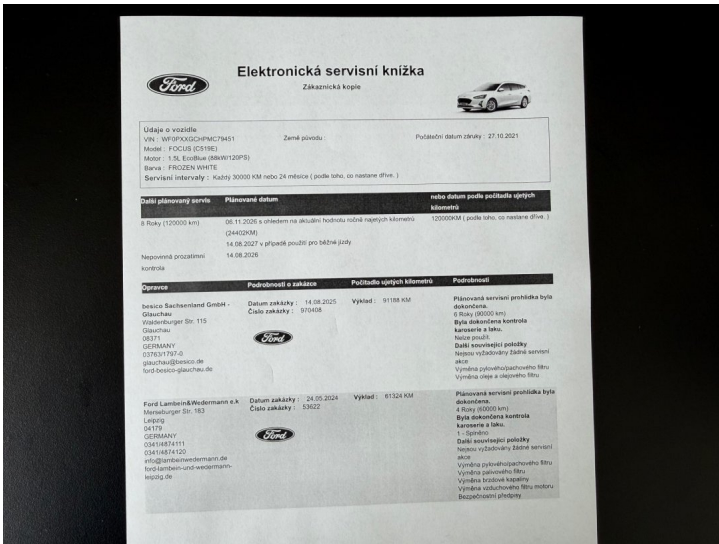 Ford
Elektronická servisní knížka
Zákaznická kopie
Údaje o vozidle
VIN : WF0PXXGCHPMC79451
Země původu :
Počáteční datum záruky : 27.10.2021
Model : FOCUS (C519E)
Motor : 1.5L EcoBlue (88kW/120PS)
Barva : FROZEN WHITE
Servisní intervaly : Každý 30000 KM nebo 24 měsíce ( podle toho, co nastane dříve. )
Další plánovaný servis
Plánované datum
nebo datum podle počítadla ujetých
kilometrů
8 Roky (120000 km)
06.11.2026 s ohledem na aktuální hodnotu ročně najetých kilometrů
(24402KM)
14.08.2027 v případě použití pro běžné jízdy
120000KM ( podle toho, co nastane dříve. )
Nepovinná prozatimní
kontrola
14.08.2026
Opravce
Podrobnosti o zakázce
Počítadlo ujetých kilometrů
Podrobnosti
besico Sachsenland GmbH -
Glauchau
Waldenburger Str. 115
Glauchau
08371
GERMANY
03763/1797-0
glauchau@besico.de
ford-besico-glauchau.de
Datum zakázky : 14.08.2025
Číslo zakázky : 970408
Ford
Výklad : 91188 KM
Plánovaná servisní prohlídka byla
dokončena.
6 Roky (90000 km)
Byla dokončena kontrola
karoserie a laku.
Nelze použít.
Další související položky
Nejsou vyžadovány žádné servisní
akce
Výměna pylového/pachového filtru
Výměna oleje a olejového filtru
Ford Lambein&Wedermann e.k
Merseburger Str. 183
Leipzig
04179
GERMANY
0341/4874111
0341/4874120
info@lambeinwedermann.de
ford-lambein-und-wedermann-
leipzig.de
Datum zakázky : 24.05.2024
Číslo zakázky : 53622
Ford
Výklad : 61324 KM
Plánovaná servisní prohlídka byla
dokončena.
4 Roky (60000 km)
Byla dokončena kontrola
karoserie a laku.
1 - Splněno
Další související položky
Nejsou vyžadovány žádné servisní
akce
Výměna pylového/pachového filtru
Výměna palivového filtru
Výměna brzdové kapaliny
Výměna vzduchového filtru motoru
Bezpečnostní předpisy